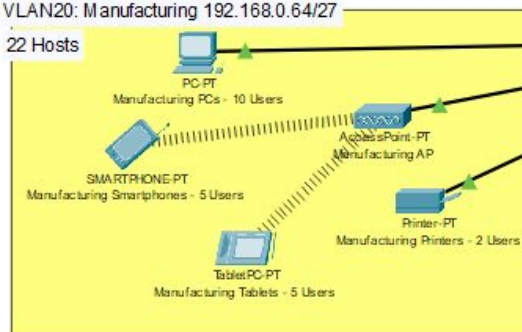 VLAN20: Manufacturing 192.168.0.64/27
22 Hosts
PC-PT
Manufacturing PCs - 10 Users
AccessPoint-PT
Manufacturing AP
SMARTPHONE-PT
Manufacturing Smartphones - 5 Users
Printer-PT
Manufacturing Printers - 2 Users
TabletPC-PT
Manufacturing Tablets - 5 Users